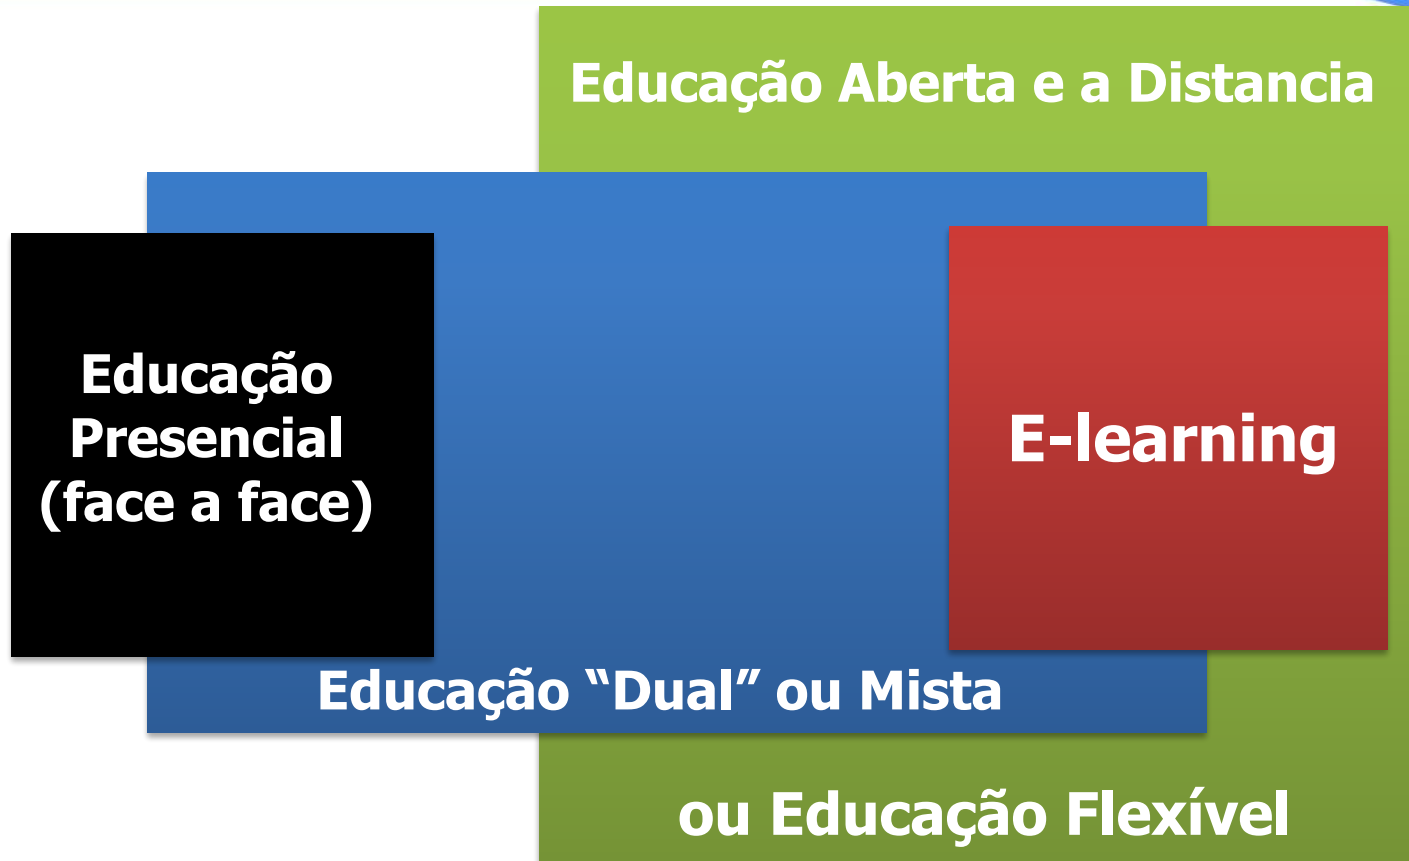 Educação Aberta e a Distancia
Educação
Presencial
(face a face)
E-learning
Educação “Dual” ou Mista
ou Educação Flexível